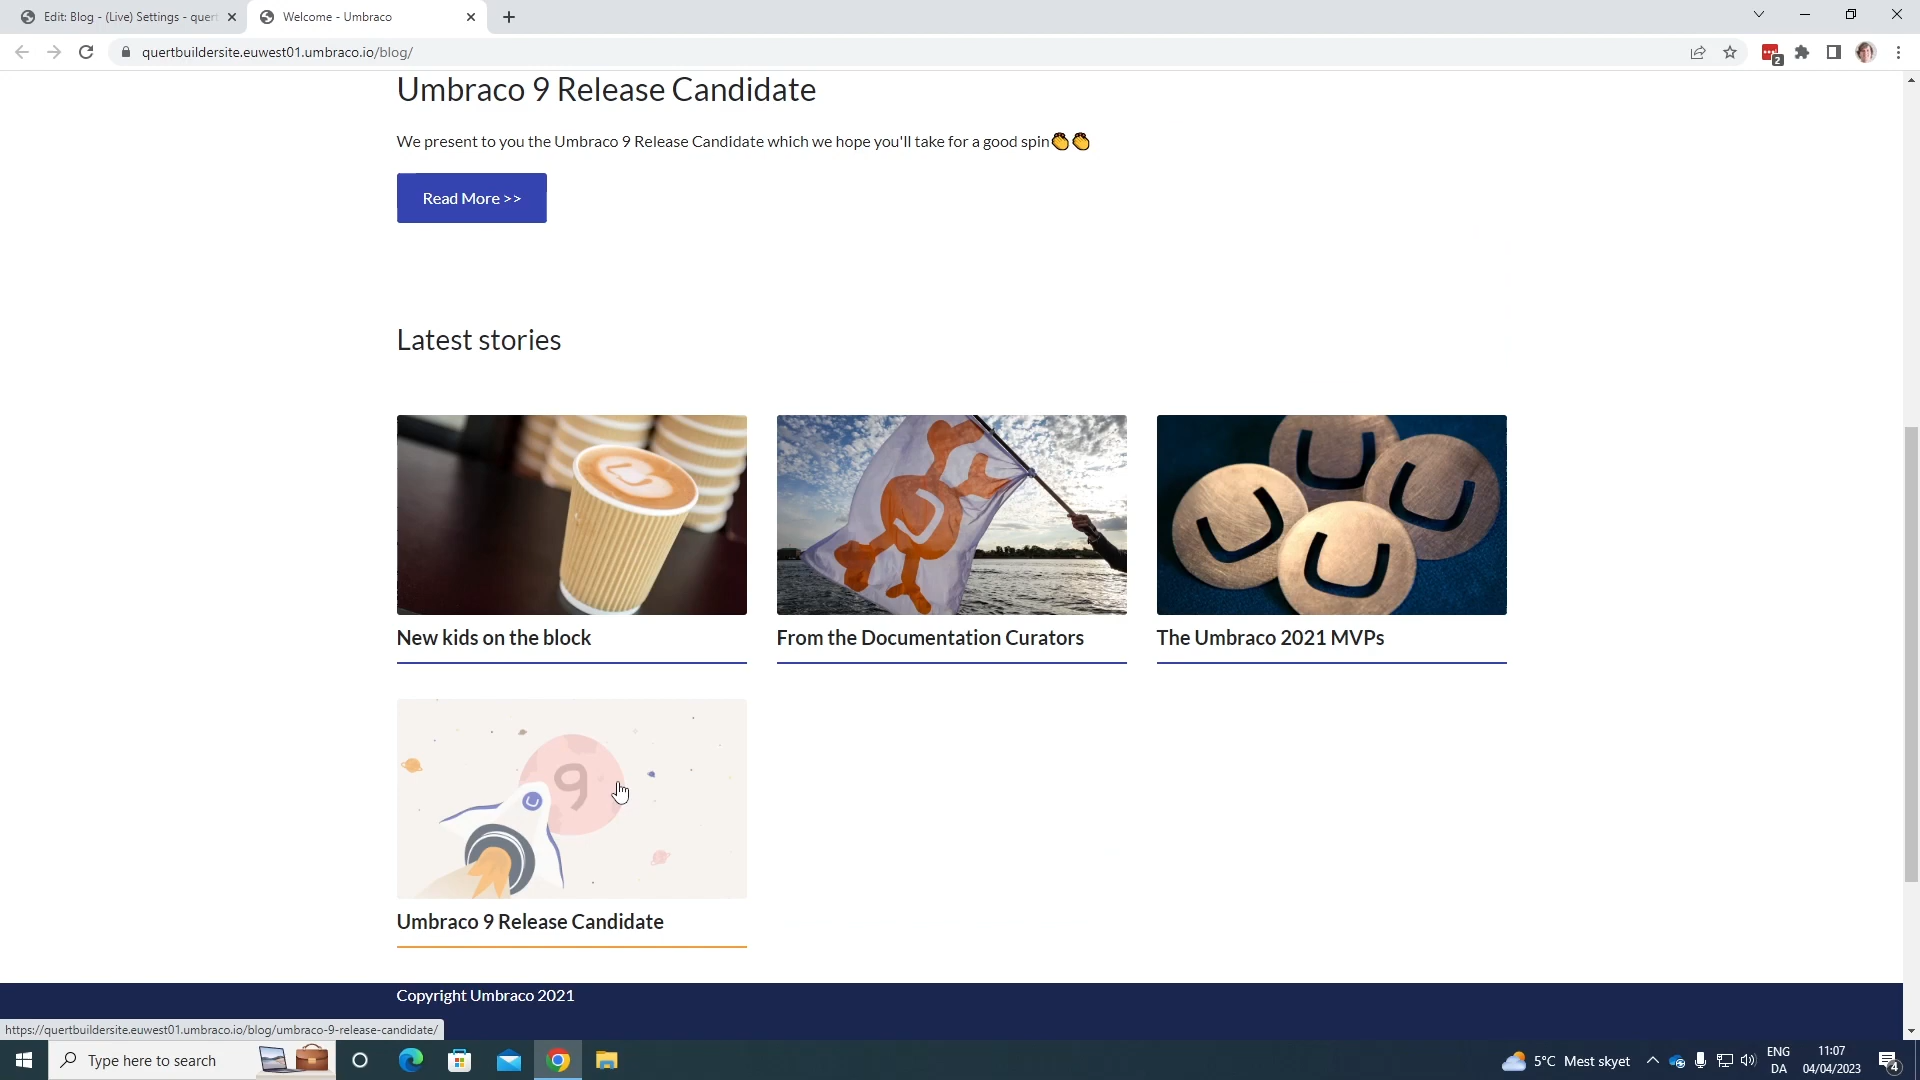 Edit: Blog - (Live) Settings - quert
Welcome - Umbraco
quertbuildersite.euwest01.umbraco.io/blog/
2
Umbraco 9 Release Candidate
We present to you the Umbraco 9 Release Candidate which we hope you'll take for a good spin👏👏
Read More >>
Latest stories
New kids on the block
From the Documentation Curators
The Umbraco 2021 MVPs
9
Umbraco 9 Release Candidate
Copyright Umbraco 2021
https://quertbuildersite.euwest01.umbraco.io/blog/umbraco-9-release-candidate/
Type here to search
5°C Mest skyet
ENG
DA
11:07
04/04/2023
4